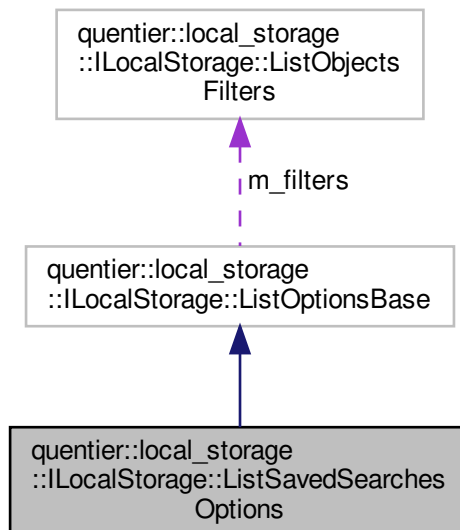 quentier::local_storage
::ILocalStorage::ListObjects
Filters
m_filters
quentier::local_storage
::ILocalStorage::ListOptionsBase
quentier::local_storage
::ILocalStorage::ListSavedSearches
Options